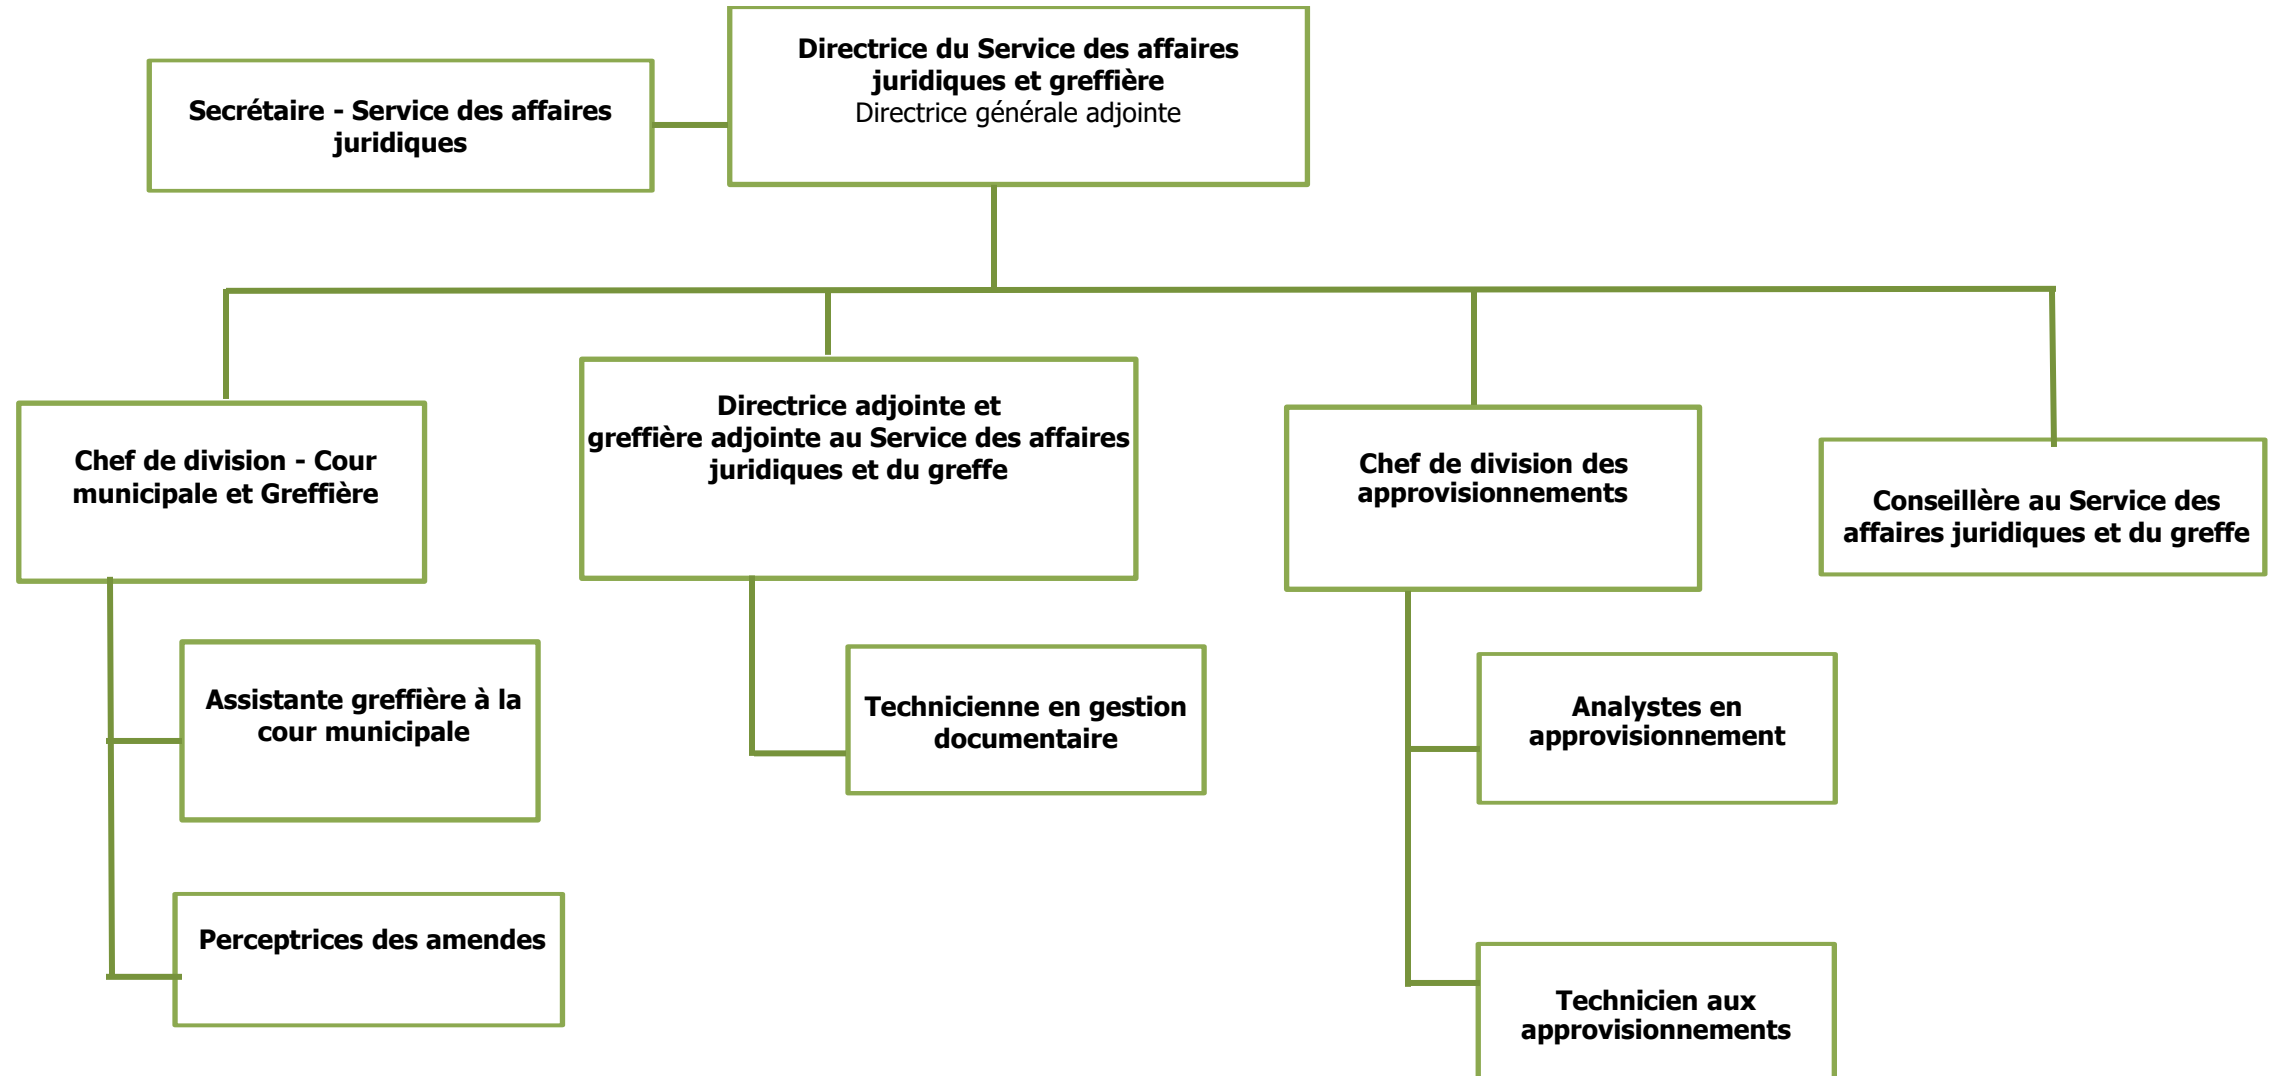 Directrice du Service des affaires
juridiques et greffière
Directrice générale adjointe
Secrétaire - Service des affaires
juridiques
Chef de division - Cour
municipale et Greffière
Directrice adjointe et
greffière adjointe au Service des affaires
juridiques et du greffe
Chef de division des
approvisionnements
Conseillère au Service des
affaires juridiques et du greffe
Assistante greffière à la
cour municipale
Technicienne en gestion
documentaire
Analystes en
approvisionnement
Perceptrices des amendes
Technicien aux
approvisionnements